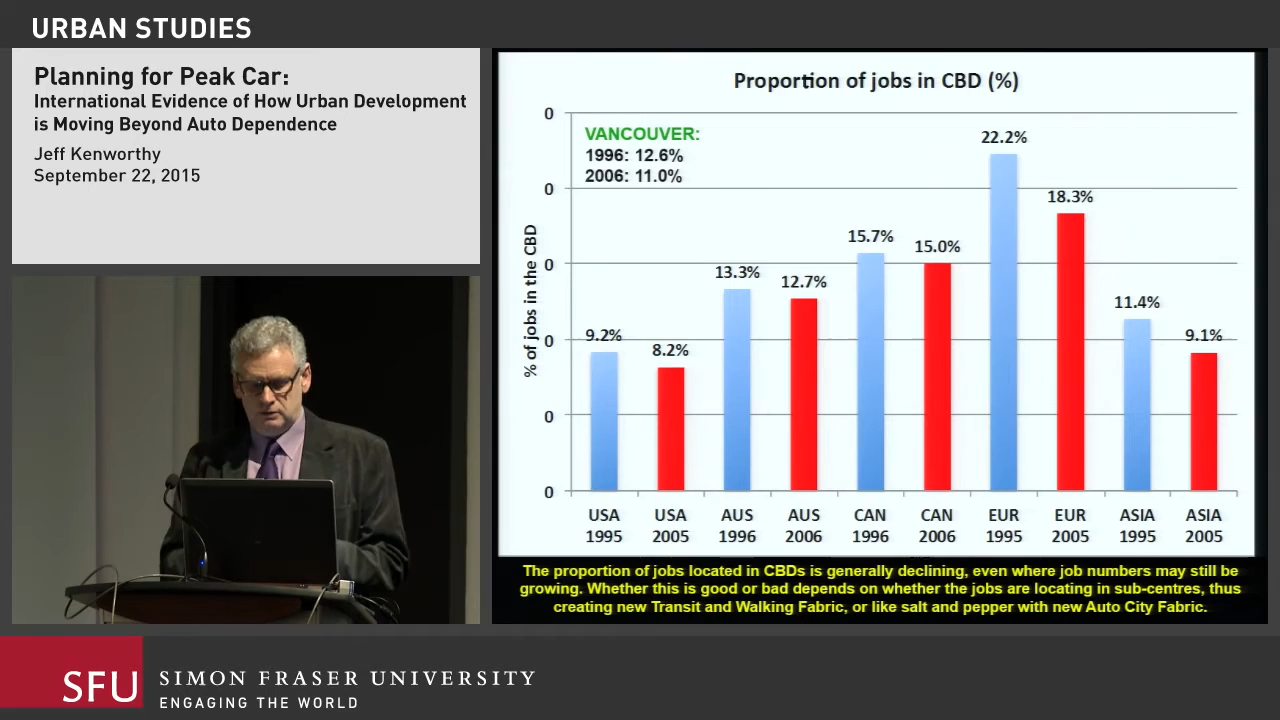 URBAN STUDIES
Planning for Peak Car:
International Evidence of How Urban Development
is Moving Beyond Auto Dependence
Jeff Kenworthy
September 22, 2015
Proportion of jobs in CBD (%)
% of jobs in the CBD
0
0
0
0
0
0
VANCOUVER:
1996: 12.6%
2006: 11.0%
9.2%
8.2%
13.3%
12.7%
15.7%
15.0%
22.2%
18.3%
11.4%
9.1%
USA USA AUS AUS CAN CAN EUR EUR ASIA ASIA
1995 2005 1996 2006 1996 2006 1995 2005 1995 2005
The proportion of jobs located in CBDs is generally declining, even where job numbers may still be
growing. Whether this is good or bad depends on whether the jobs are locating in sub-centres, thus
creating new Transit and Walking Fabric, or like salt and pepper with new Auto City Fabric.
SFU
SIMON FRASER UNIVERSITY
ENGAGING THE WORLD